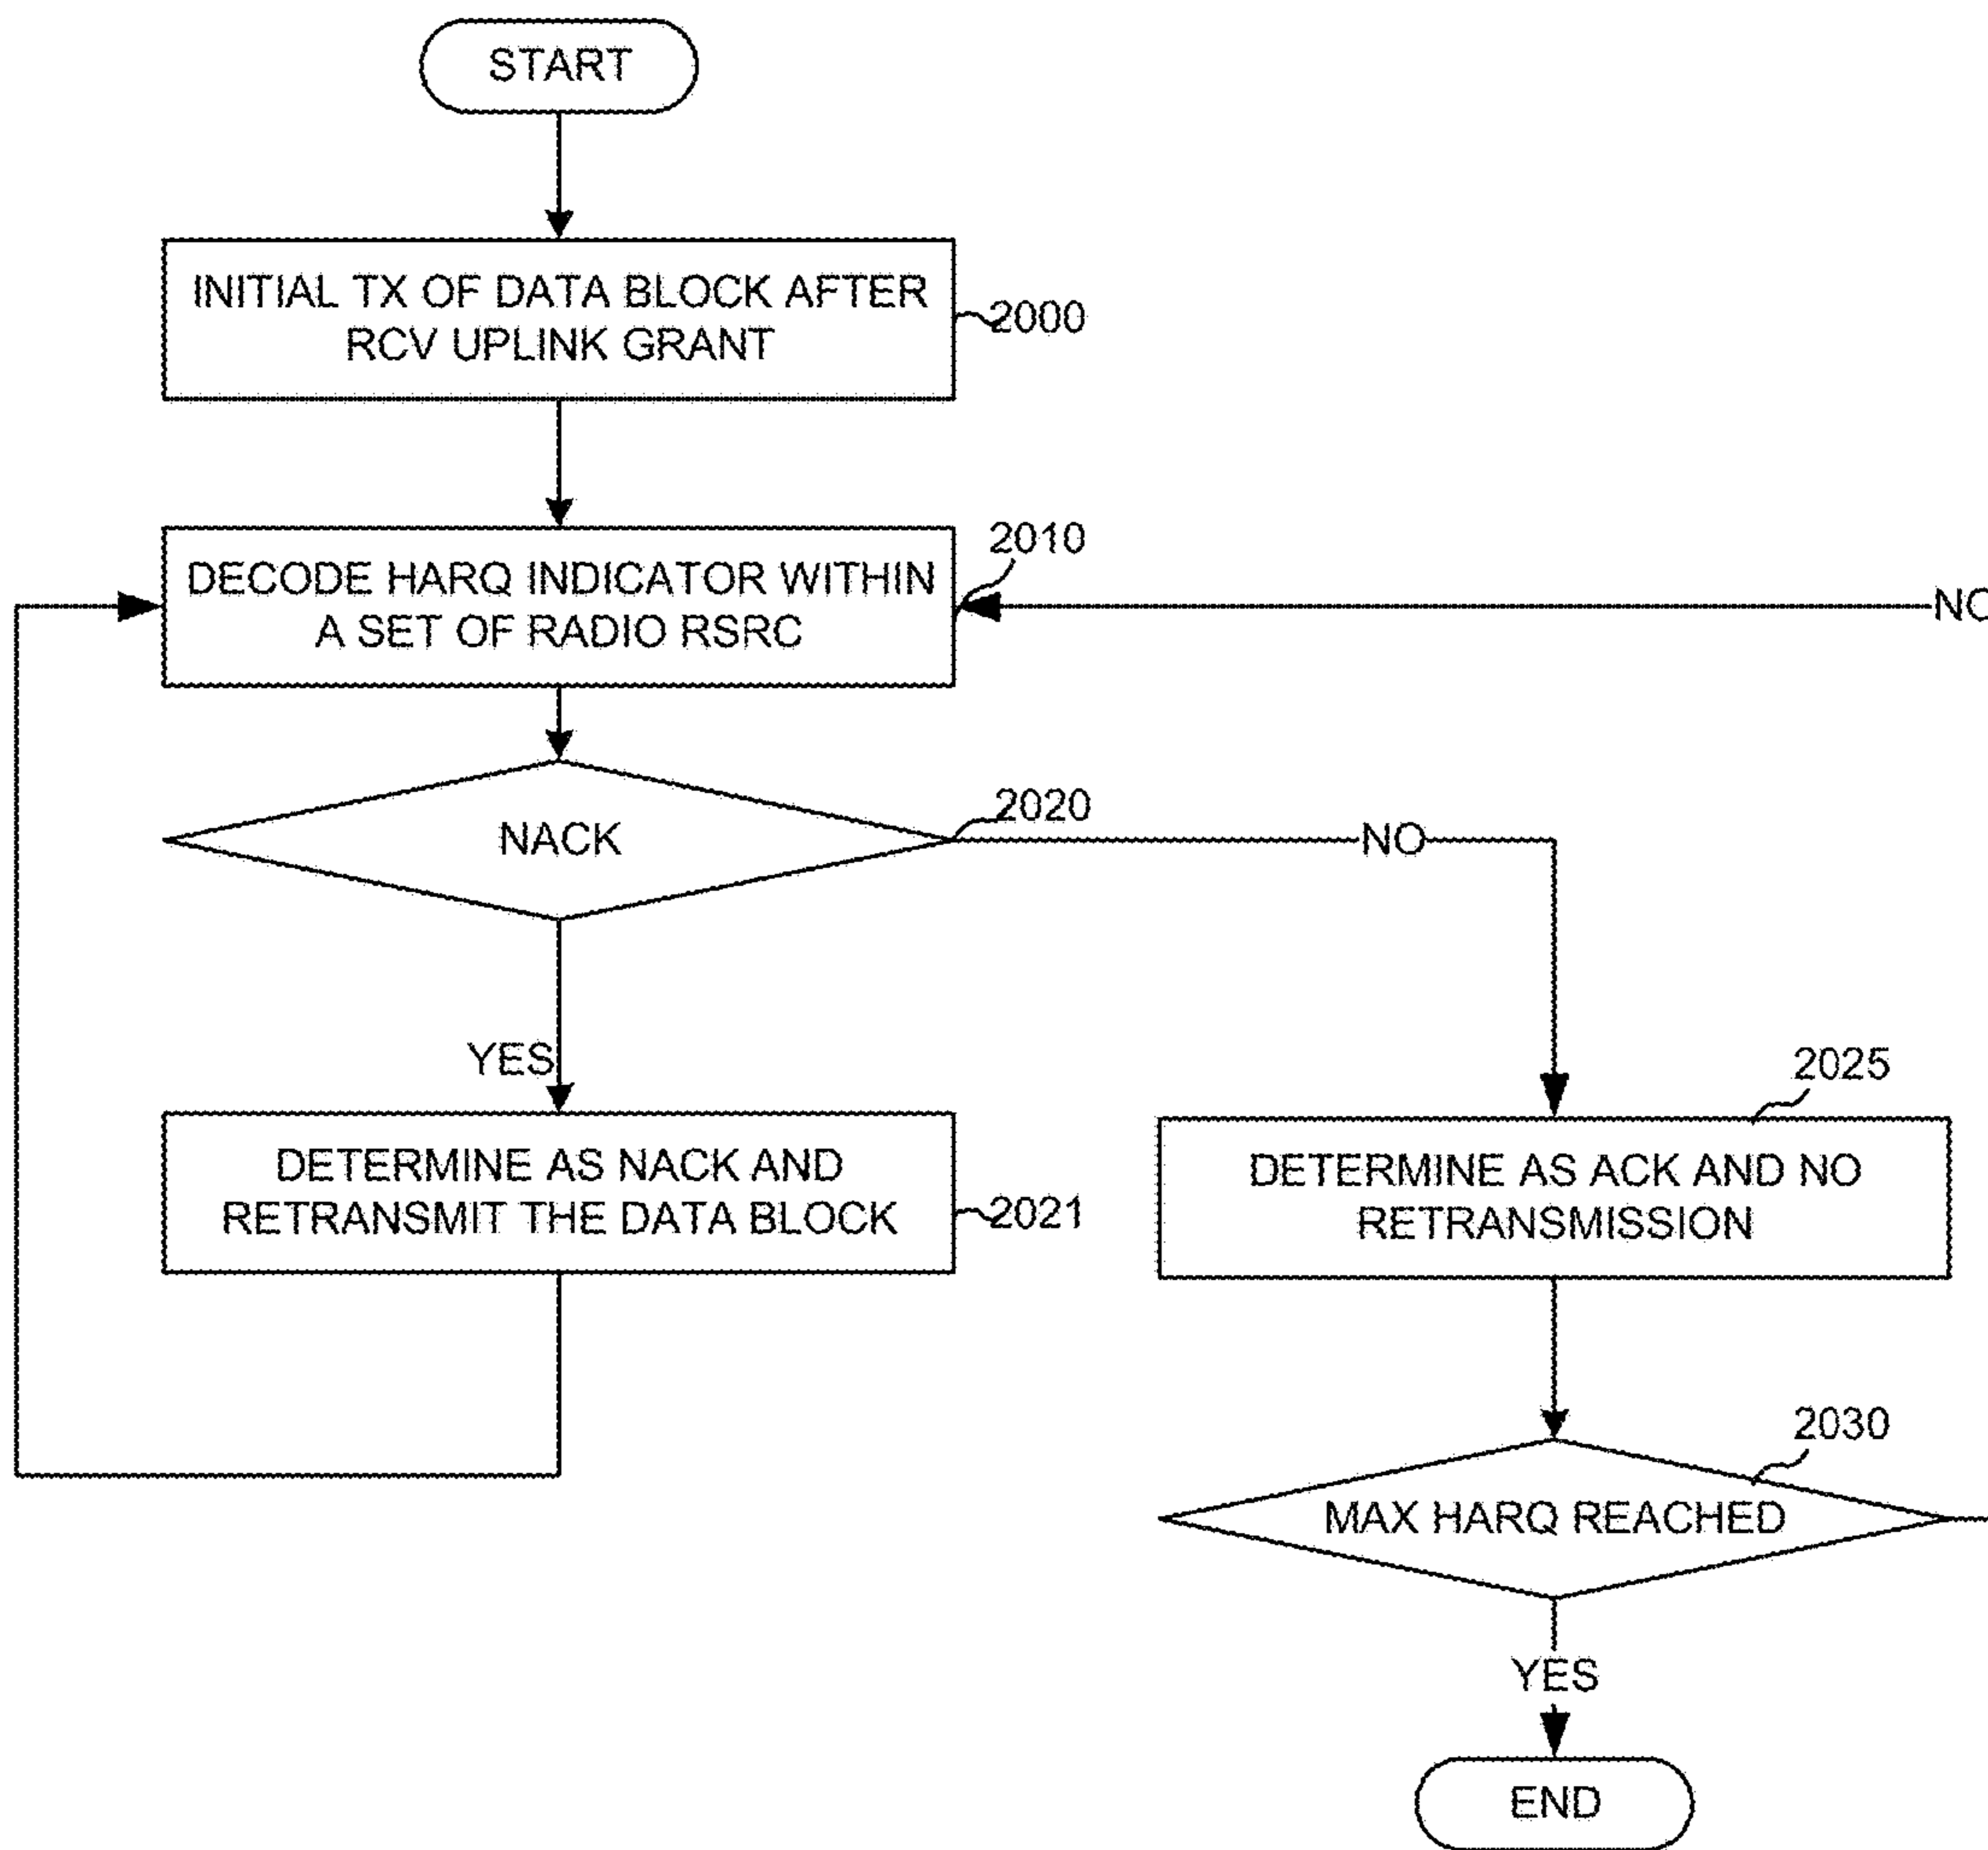 START
INITIAL TX OF DATA BLOCK AFTER
RCV UPLINK GRANT
2000
DECODE HARQ INDICATOR WITHIN
A SET OF RADIO RSRC
2010
NO
NACK
2020
NO
YES
DETERMINE AS NACK AND
RETRANSMIT THE DATA BLOCK
2021
2025
DETERMINE AS ACK AND NO
RETRANSMISSION
2030
MAX HARQ REACHED
YES
END